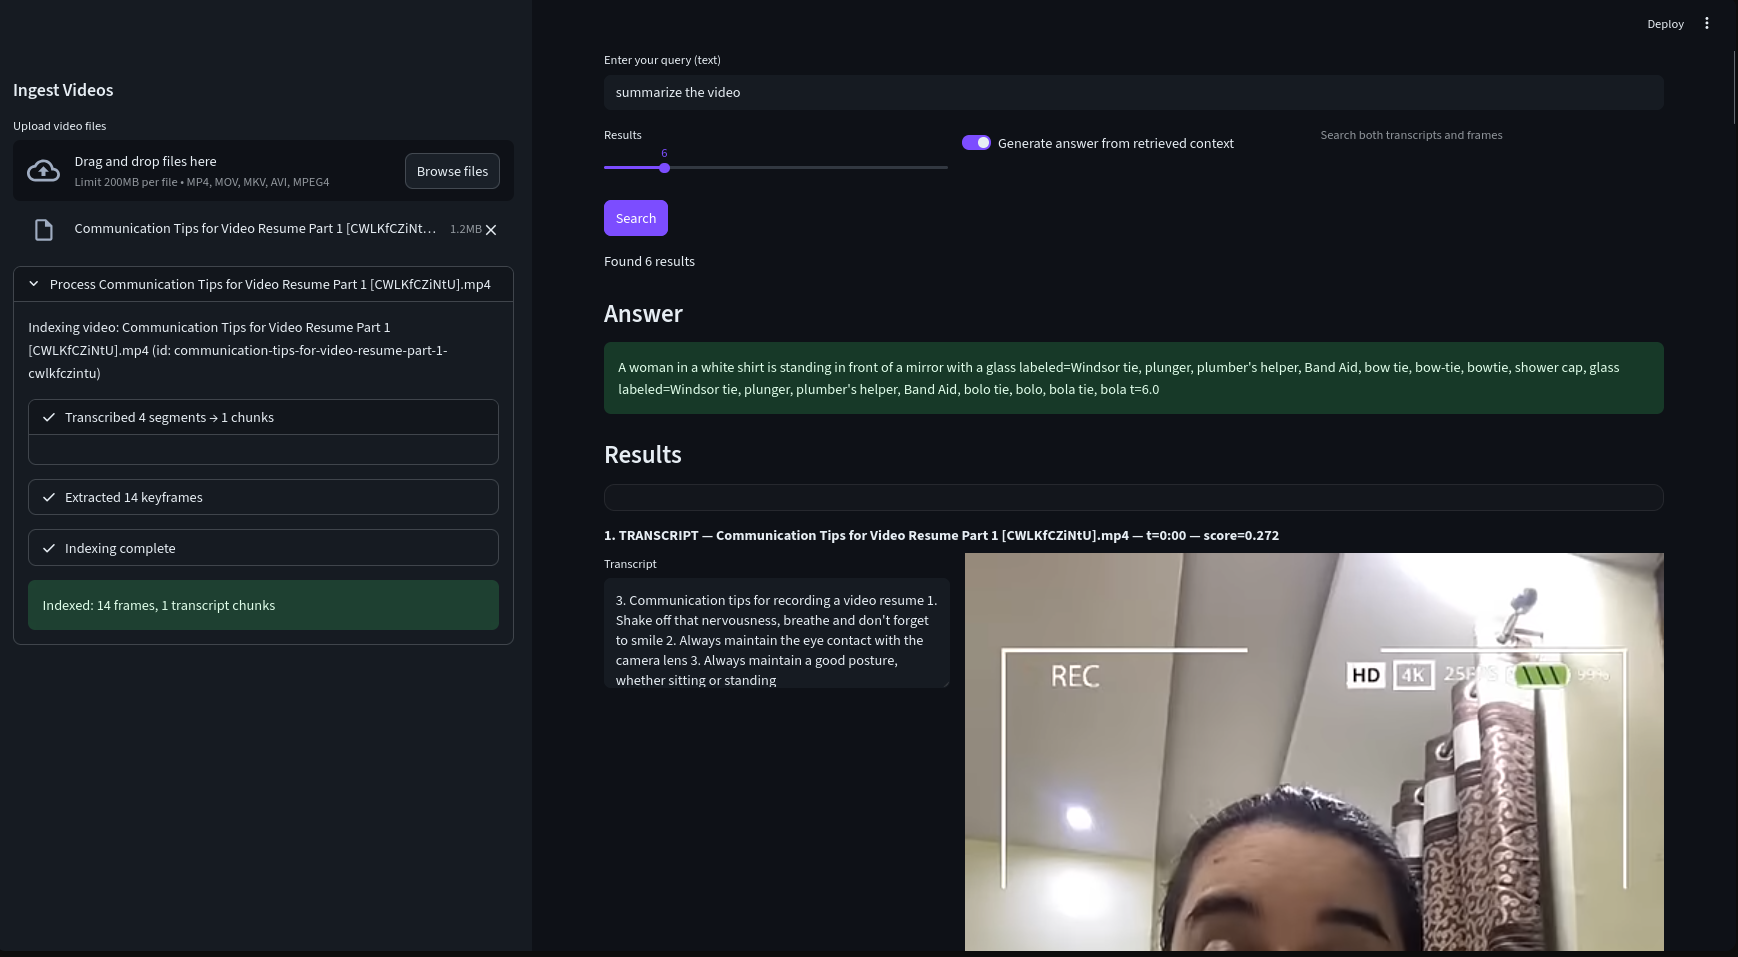 Deploy
Ingest Videos
Upload video files
Drag and drop files here
Limit 200MB per file • MP4, MOV, MKV, AVI, MPEG4
Browse files
Communication Tips for Video Resume Part 1 [CWLKfCZiNt…
1.2MB
Process Communication Tips for Video Resume Part 1 [CWLKfCZiNtU].mp4
Indexing video: Communication Tips for Video Resume Part 1
[CWLKfCZiNtU].mp4 (id: communication-tips-for-video-resume-part-1-
cwlkfczintu)
Transcribed 4 segments → 1 chunks
Extracted 14 keyframes
Indexing complete
Indexed: 14 frames, 1 transcript chunks
Enter your query (text)
summarize the video
Results
6
Generate answer from retrieved context
Search both transcripts and frames
Search
Found 6 results
Answer
A woman in a white shirt is standing in front of a mirror with a glass labeled=Windsor tie, plunger, plumber's helper, Band Aid, bow tie, bow-tie, bowtie, shower cap, glass
labeled=Windsor tie, plunger, plumber's helper, Band Aid, bolo tie, bolo, bola tie, bola t=6.0
Results
1. TRANSCRIPT — Communication Tips for Video Resume Part 1 [CWLKfCZiNtU].mp4 — t=0:00 — score=0.272
Transcript
3. Communication tips for recording a video resume 1.
Shake off that nervousness, breathe and don't forget
to smile 2. Always maintain the eye contact with the
camera lens 3. Always maintain a good posture,
whether sitting or standing
REC
HD 4K 99%